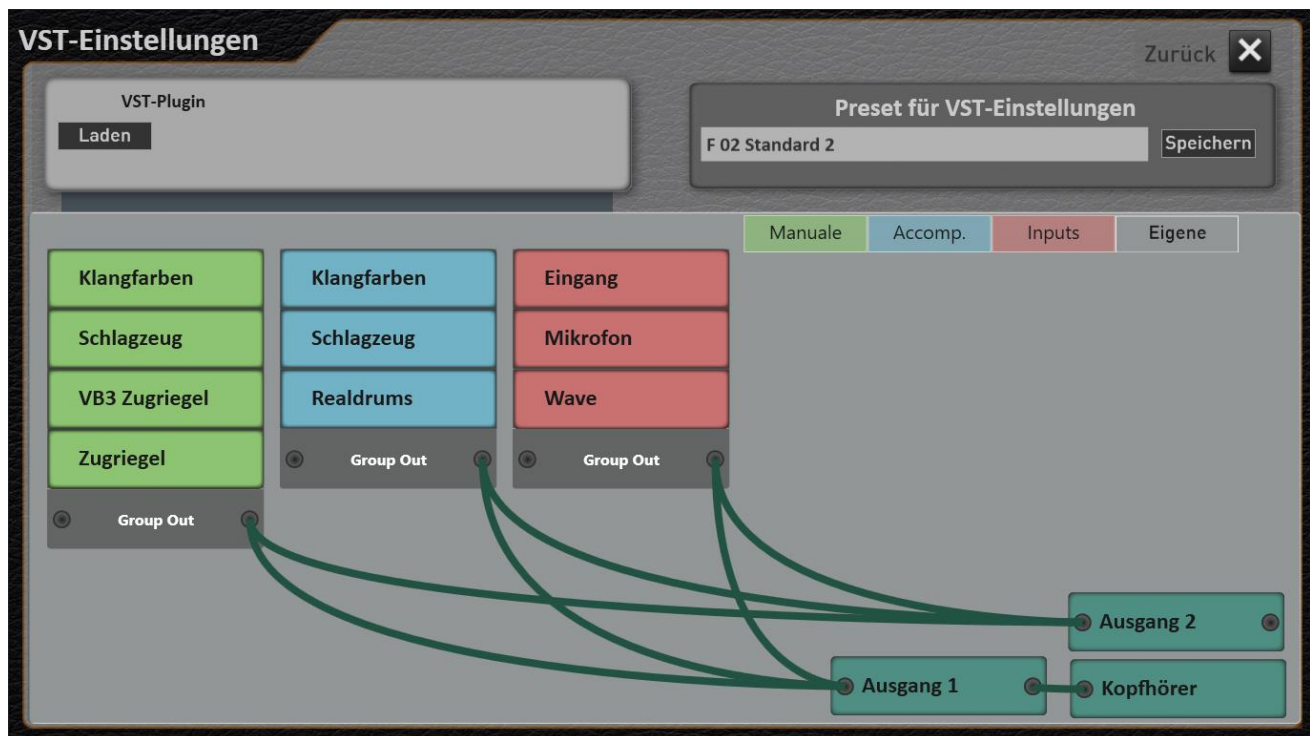 VST-Einstellungen
Zurück
VST-Plugin
Laden
Preset für VST-Einstellungen
F 02 Standard 2
Speichern
Manuale
Accomp.
Inputs
Eigene
Klangfarben
Schlagzeug
VB3 Zugriegel
Zugriegel
Group Out
Klangfarben
Schlagzeug
Realdrums
Group Out
Eingang
Mikrofon
Wave
Group Out
Ausgang 2
Ausgang 1
Kopfhörer